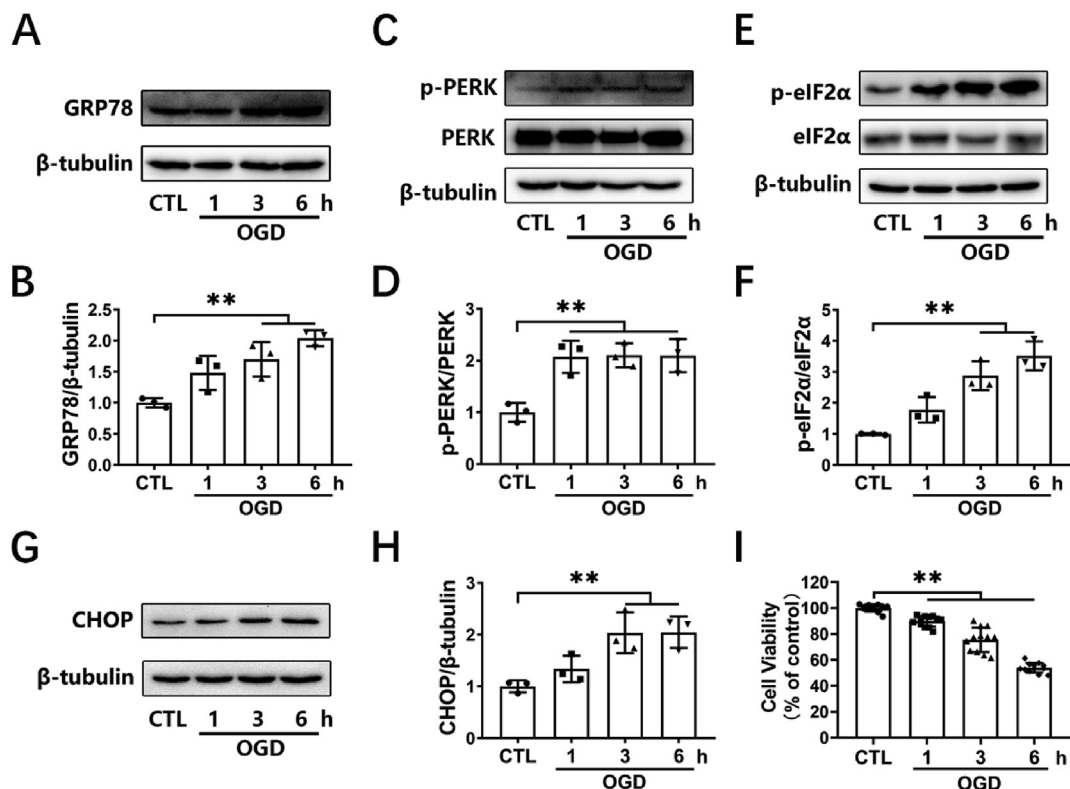 A
GRP78
β-tubulin
CTL 1 3 6 h
OGD
C
p-PERK
PERK
β-tubulin
CTL 1 3 6 h
OGD
E
p-eIF2α
eIF2α
β-tubulin
CTL 1 3 6 h
OGD
B
GRP78/β-tubulin
2.5
2.0
1.5
1.0
0.5
0.0
**
CTL 1 3 6 h
OGD
D
p-PERK/PERK
3
2
1
0
**
CTL 1 3 6 h
OGD
F
p-eIF2α/eIF2α
5
4
3
2
1
0
**
CTL 1 3 6 h
OGD
G
CHOP
β-tubulin
CTL 1 3 6 h
OGD
H
CHOP/β-tubulin
3
2
1
0
**
CTL 1 3 6 h
OGD
I
Cell Viability
(% of control)
120
100
80
60
40
20
0
**
CTL 1 3 6 h
OGD